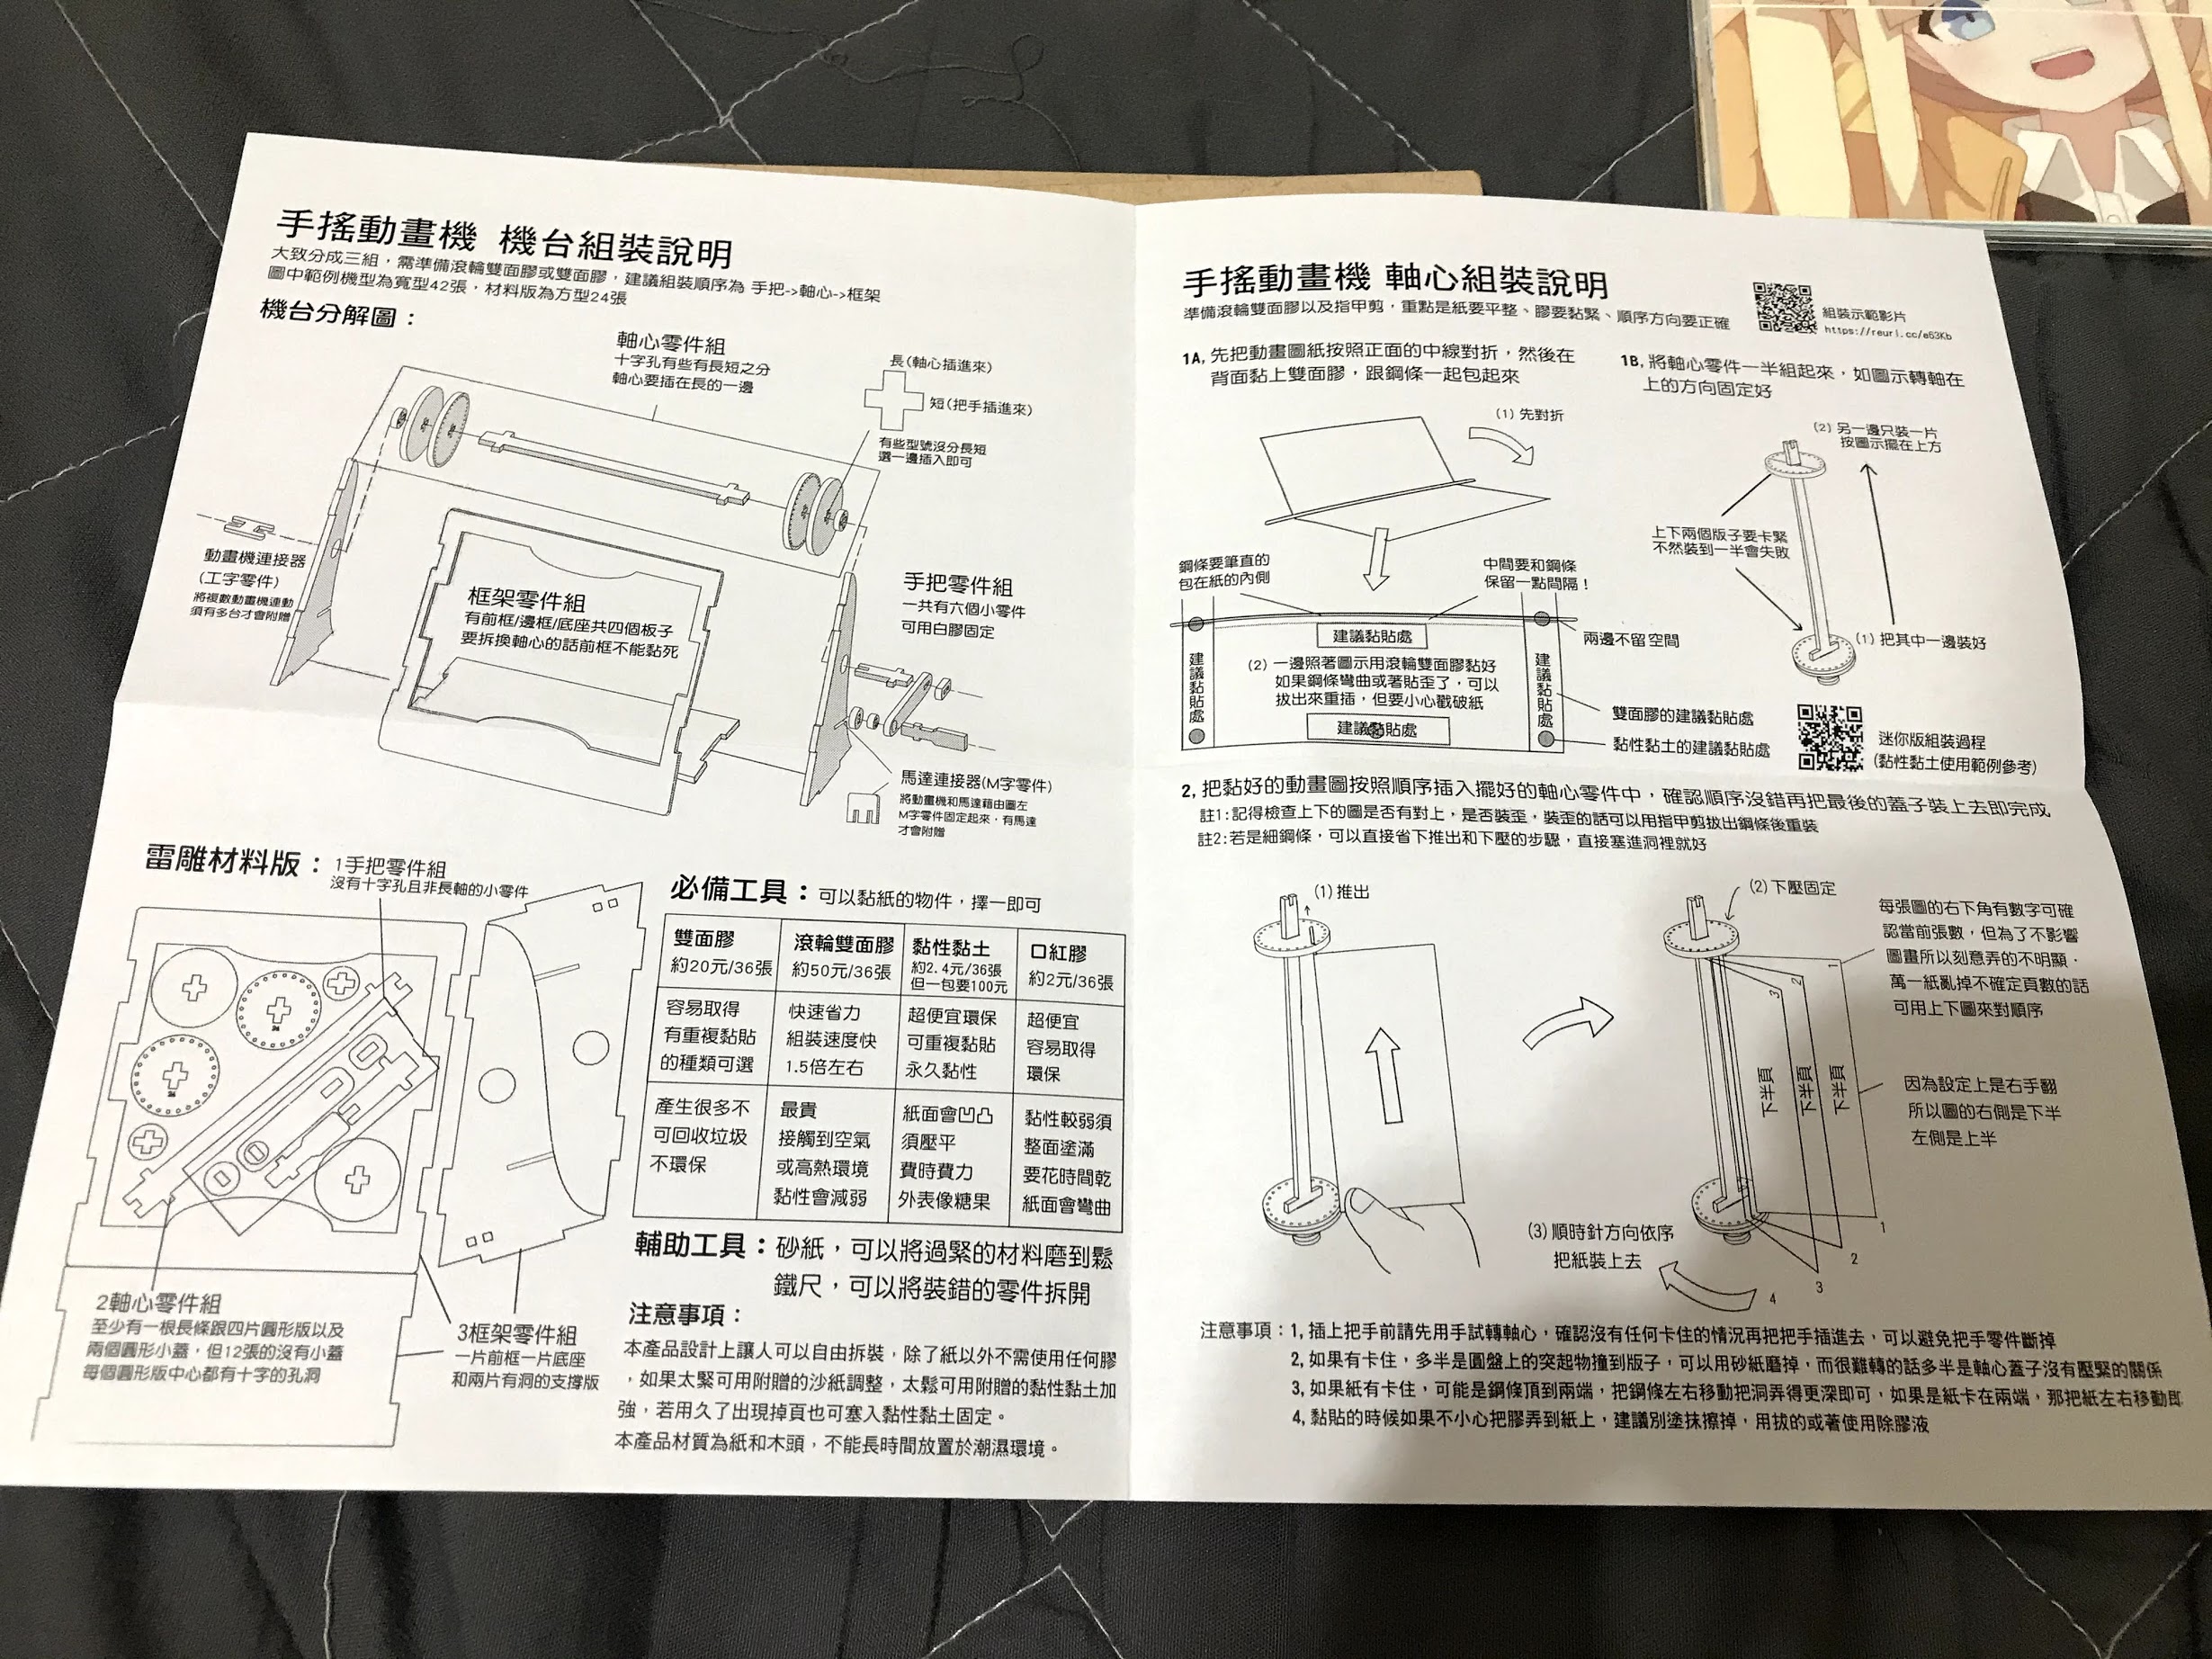 手搖動畫機 機台組裝說明
大致分成三組，需準備滾輪雙面膠或雙面膠，建議組裝順序為 手把->軸心->框架
圖中範例機型為寬型42張，材料版為方型24張
機台分解圖：
軸心零件組
十字孔有些有長短之分
軸心要插在長的一邊
長(軸心插進來)
短(把手插進來)
有些型號沒分長短
選一邊插入即可
動畫機連接器
(工字零件)
將複數動畫機連動
須有多台才會附贈
框架零件組
有前框/邊框/底座共四個板子
要拆換軸心的話前框不能黏死
手把零件組
一共有六個小零件
可用白膠固定
馬達連接器(M字零件)
將動畫機和馬達藉由圖左
M字零件固定起來，有馬達
才會附贈
雷雕材料版：
1手把零件組
沒有十字孔且非長軸的小零件
2軸心零件組
至少有一根長條跟四片圓形版以及
兩個圓形小蓋，但12張的沒有小蓋
每個圓形版中心都有十字的孔洞
3框架零件組
一片前框一片底座
和兩片有洞的支撐版
必備工具：可以黏紙的物件，擇一即可
雙面膠
約20元/36張
滾輪雙面膠
約50元/36張
黏性黏土
約2.4元/36張
但一包要100元
口紅膠
約2元/36張
容易取得
有重複黏貼
的種類可選
快速省力
組裝速度快
1.5倍左右
超便宜環保
可重複黏貼
永久黏性
超便宜
容易取得
環保
產生很多不
可回收垃圾
不環保
最貴
接觸到空氣
或高熱環境
黏性會減弱
紙面會凹凸
須壓平
費時費力
外表像糖果
黏性較弱須
整面塗滿
要花時間乾
紙面會彎曲
輔助工具：砂紙，可以將過緊的材料磨到鬆
鐵尺，可以將裝錯的零件拆開
注意事項：
本產品設計上讓人可以自由拆裝，除了紙以外不需使用任何膠
，如果太緊可用附贈的沙紙調整，太鬆可用附贈的黏性黏土加
強，若用久了出現掉頁也可塞入黏性黏土固定。
本產品材質為紙和木頭，不能長時間放置於潮濕環境。
手搖動畫機 軸心組裝說明
準備滾輪雙面膠以及指甲剪，重點是紙要平整、膠要黏緊、順序方向要正確
組裝示範影片
https://reurl.cc/e63Kb
1A, 先把動畫圖紙按照正面的中線對折，然後在
背面黏上雙面膠，跟鋼條一起包起來
1B, 將軸心零件一半組起來，如圖示轉軸在
上的方向固定好
(1) 先對折
(2) 另一邊只裝一片
按圖示擺在上方
上下兩個版子要卡緊
不然裝到一半會失敗
(1) 把其中一邊裝好
鋼條要筆直的
包在紙的內側
中間要和鋼條
保留一點間隔！
兩邊不留空間
建議黏貼處
建議黏貼處
(2) 一邊照著圖示用滾輪雙面膠黏好
如果鋼條彎曲或著貼歪了，可以
拔出來重插，但要小心戳破紙
建議黏貼處
建議黏貼處
雙面膠的建議黏貼處
黏性黏土的建議黏貼處
迷你版組裝過程
(黏性黏土使用範例參考)
2, 把黏好的動畫圖按照順序插入擺好的軸心零件中，確認順序沒錯再把最後的蓋子裝上去即完成
註1:記得檢查上下的圖是否有對上，是否裝歪，裝歪的話可以用指甲剪拔出鋼條後重裝
註2:若是細鋼條，可以直接省下推出和下壓的步驟，直接塞進洞裡就好
(1) 推出
(2) 下壓固定
每張圖的右下角有數字可確
認當前張數，但為了不影響
圖畫所以刻意弄的不明顯．
萬一紙亂掉不確定頁數的話
可用上下圖來對順序
3
2
1
下半頁
下半頁
下半頁
因為設定上是右手翻
所以圖的右側是下半
左側是上半
(3) 順時針方向依序
把紙裝上去
1
2
3
4
注意事項：1, 插上把手前請先用手試轉軸心，確認沒有任何卡住的情況再把把手插進去，可以避免把手零件斷掉
2, 如果有卡住，多半是圓盤上的突起物撞到版子，可以用砂紙磨掉，而很難轉的話多半是軸心蓋子沒有壓緊的關係
3, 如果紙有卡住，可能是鋼條頂到兩端，把鋼條左右移動把洞弄得更深即可，如果是紙卡在兩端，那把紙左右移動即
4, 黏貼的時候如果不小心把膠弄到紙上，建議別塗抹擦掉，用拔的或著使用除膠液